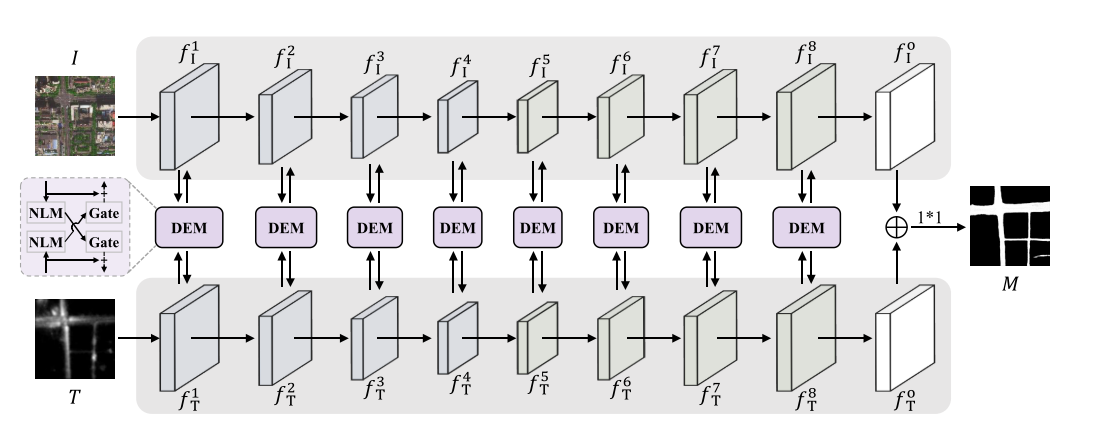 I
f_I^1 f_I^2 f_I^3 f_I^4 f_I^5 f_I^6 f_I^7 f_I^8 f_I^o
NLM Gate
NLM Gate
DEM DEM DEM DEM DEM DEM DEM DEM
1*1
M
T
f_T^1 f_T^2 f_T^3 f_T^4 f_T^5 f_T^6 f_T^7 f_T^8 f_T^o